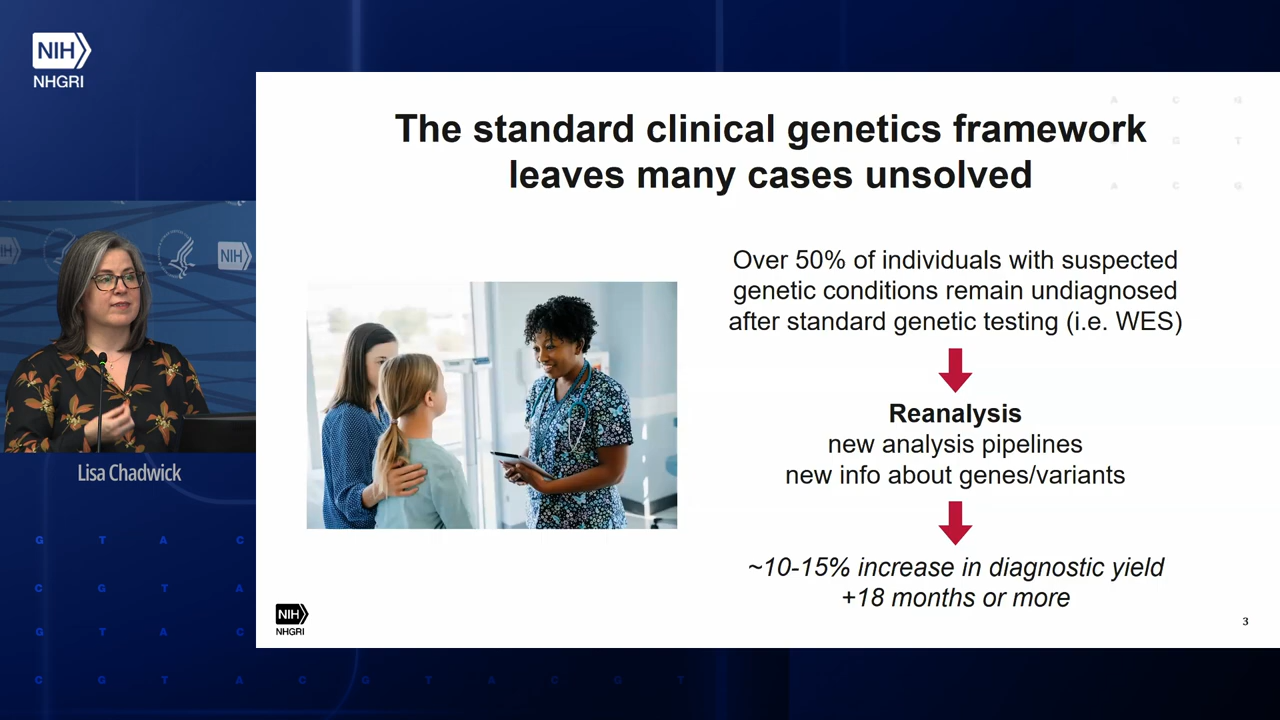 NIH
NHGRI
NIH
Lisa Chadwick
The standard clinical genetics framework
leaves many cases unsolved
Over 50% of individuals with suspected
genetic conditions remain undiagnosed
after standard genetic testing (i.e. WES)
Reanalysis
new analysis pipelines
new info about genes/variants
~10-15% increase in diagnostic yield
+18 months or more
NIH
NHGRI
3
A C G
G T
A C G
G T A C
C G T A
G T A C
C G T A C G T A C G T